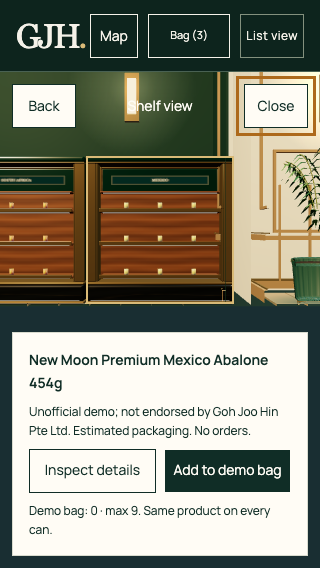 GJH.
Map
Bag (3)
List view
Back
Shelf view
Close
New Moon Premium Mexico Abalone
454g
Unofficial demo; not endorsed by Goh Joo Hin
Pte Ltd. Estimated packaging. No orders.
Inspect details
Add to demo bag
Demo bag: 0 · max 9. Same product on every
can.